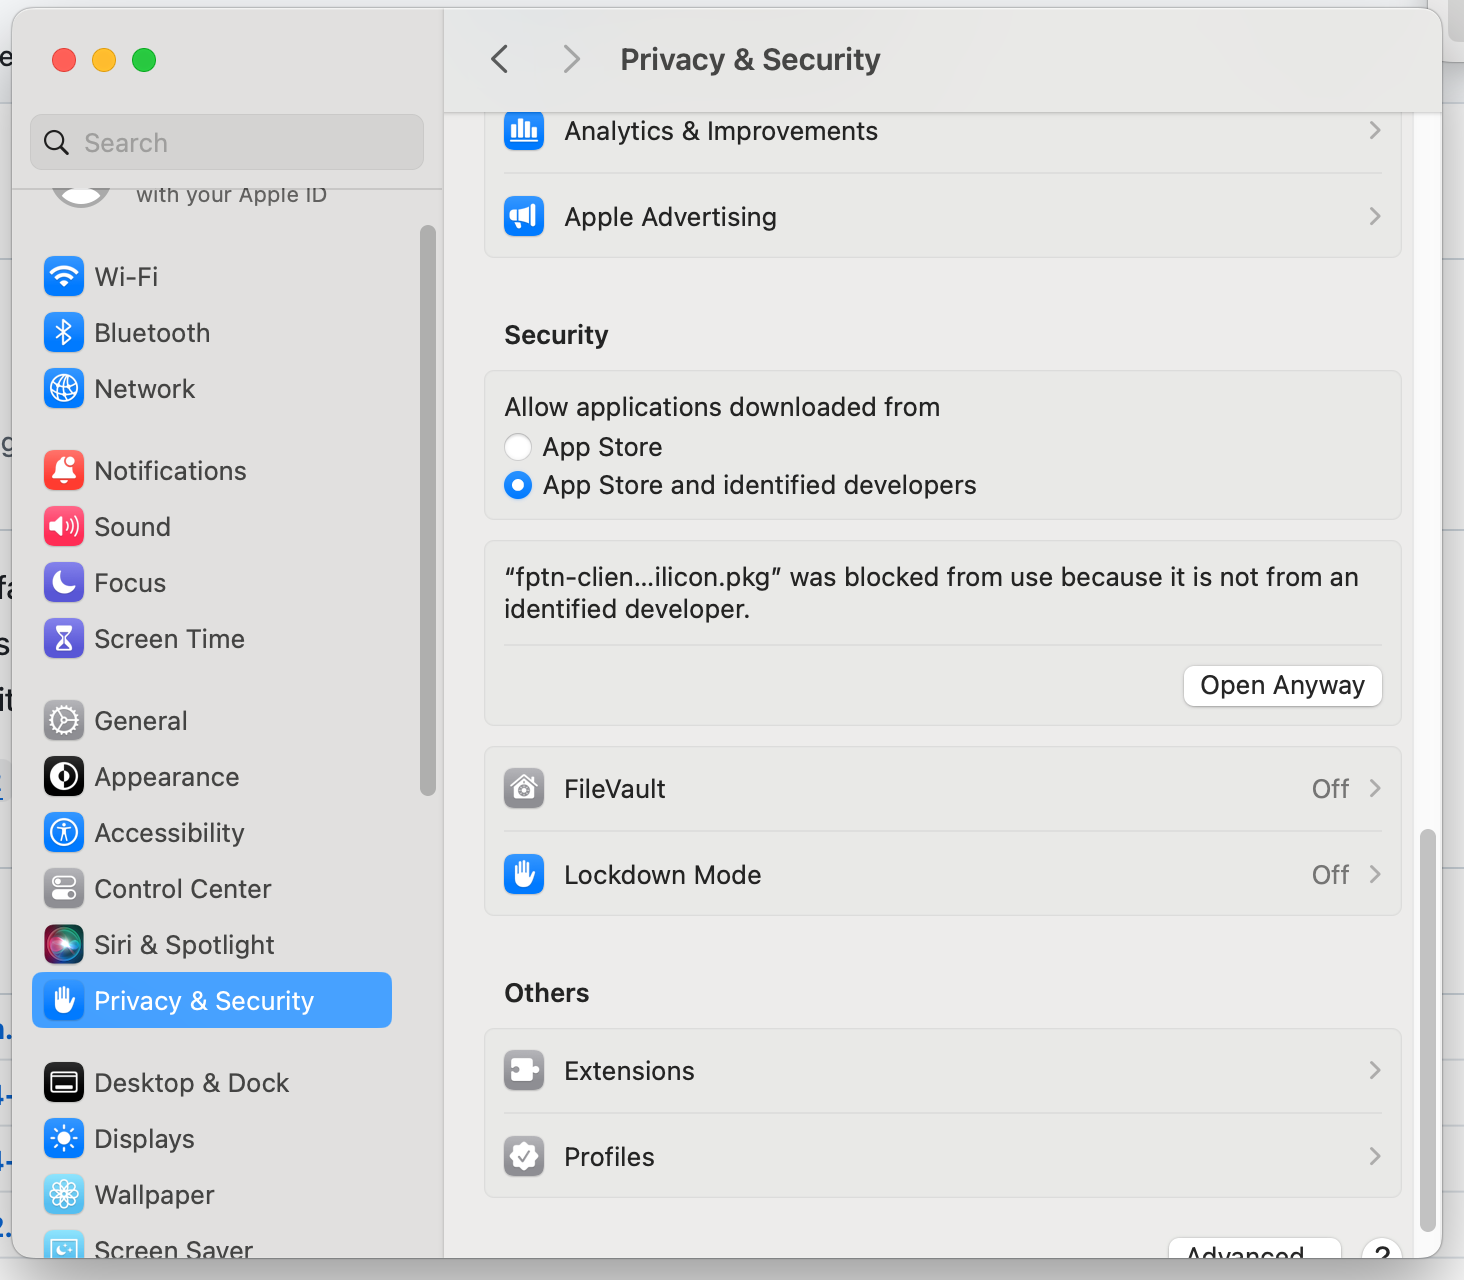 Privacy & Security
Search
with your Apple ID
Wi-Fi
Bluetooth
Network
Notifications
Sound
Focus
Screen Time
General
Appearance
Accessibility
Control Center
Siri & Spotlight
Privacy & Security
Desktop & Dock
Displays
Wallpaper
Screen Saver
Analytics & Improvements
Apple Advertising
Security
Allow applications downloaded from
App Store
App Store and identified developers
“fptn-clien...ilicon.pkg” was blocked from use because it is not from an
identified developer.
Open Anyway
FileVault Off
Lockdown Mode Off
Others
Extensions
Profiles
Advanced...
?